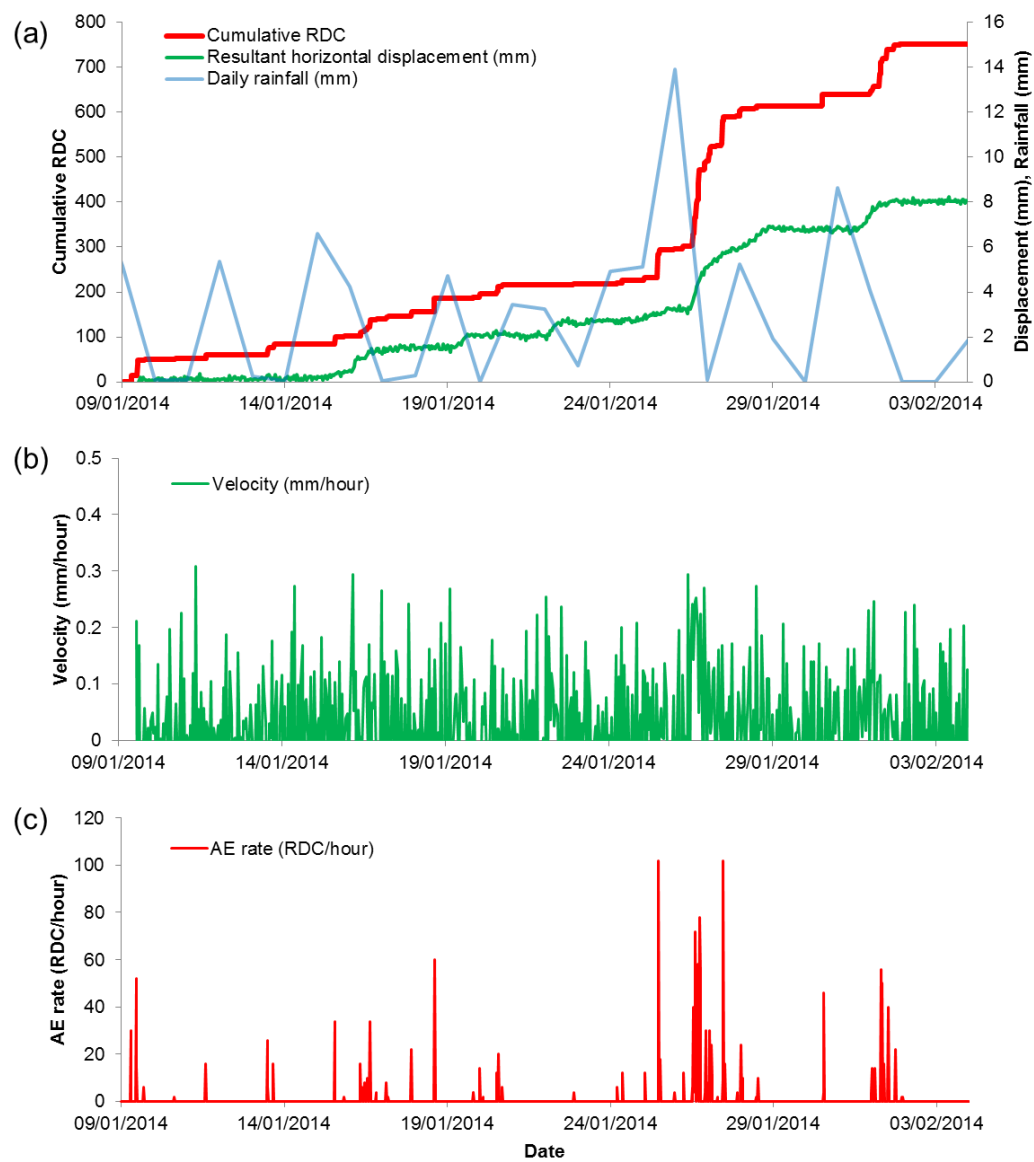 (a)
Cumulative RDC
Resultant horizontal displacement (mm)
Daily rainfall (mm)
Cumulative RDC
800
700
600
500
400
300
200
100
0
16
14
12
10
8
6
4
2
0
Displacement (mm), Rainfall (mm)
09/01/2014 14/01/2014 19/01/2014 24/01/2014 29/01/2014 03/02/2014
(b)
Velocity (mm/hour)
Velocity (mm/hour)
0.5
0.4
0.3
0.2
0.1
0
09/01/2014 14/01/2014 19/01/2014 24/01/2014 29/01/2014 03/02/2014
(c)
AE rate (RDC/hour)
AE rate (RDC/hour)
120
100
80
60
40
20
0
09/01/2014 14/01/2014 19/01/2014 24/01/2014 29/01/2014 03/02/2014
Date